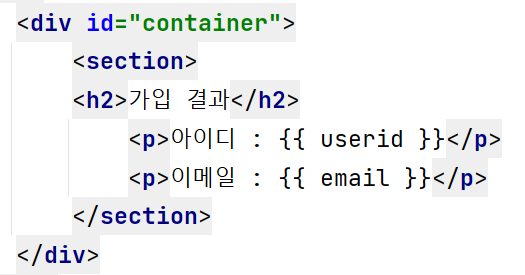 <div id="container">
<section>
<h2>가입 결과</h2>
<p>아이디 : {{ userid }}</p>
<p>이메일 : {{ email }}</p>
</section>
</div>